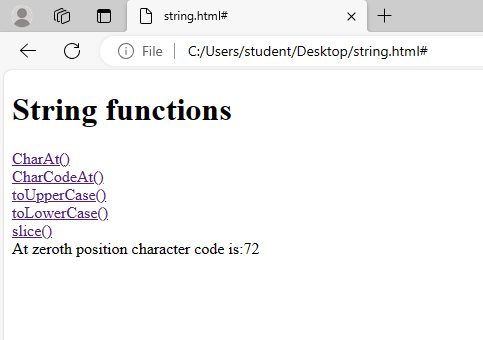 string.html#
File C:/Users/student/Desktop/string.html#
String functions
CharAt()
CharCodeAt()
toUpperCase()
toLowerCase()
slice()
At zeroth position character code is:72